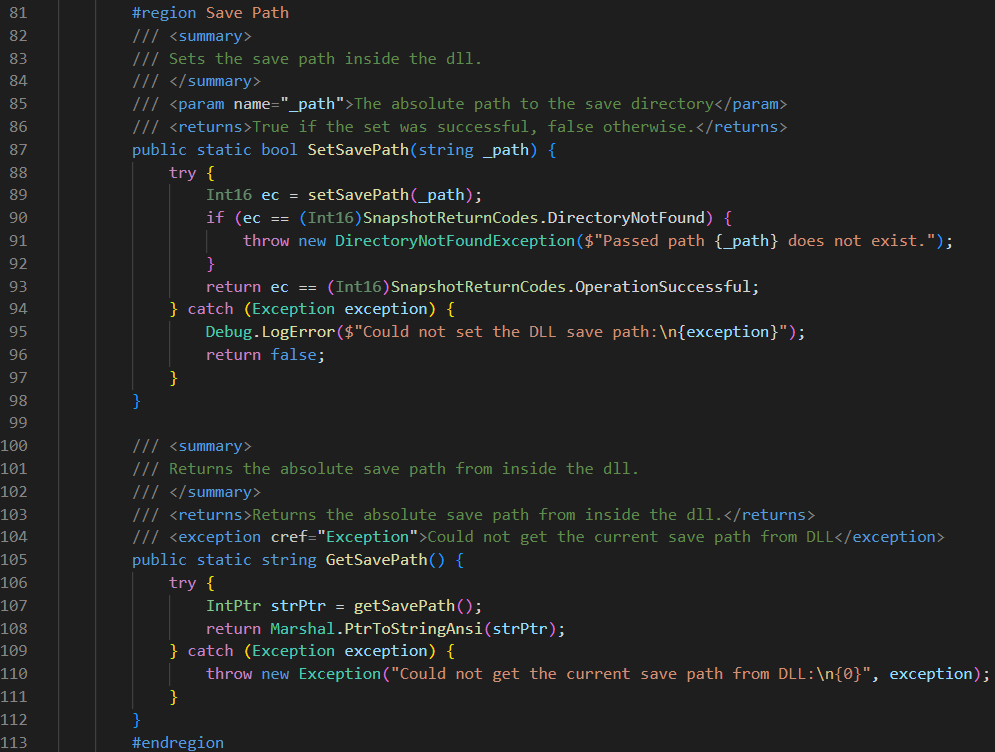 81 #region Save Path
82 /// <summary>
83 /// Sets the save path inside the dll.
84 /// </summary>
85 /// <param name="_path">The absolute path to the save directory</param>
86 /// <returns>True if the set was successful, false otherwise.</returns>
87 public static bool SetSavePath(string _path) {
88 try {
89 Int16 ec = setSavePath(_path);
90 if (ec == (Int16)SnapshotReturnCodes.DirectoryNotFound) {
91 throw new DirectoryNotFoundException($"Passed path {_path} does not exist.");
92 }
93 return ec == (Int16)SnapshotReturnCodes.OperationSuccessful;
94 } catch (Exception exception) {
95 Debug.LogError($"Could not set the DLL save path:\n{exception}");
96 return false;
97 }
98 }
99
100 /// <summary>
101 /// Returns the absolute save path from inside the dll.
102 /// </summary>
103 /// <returns>Returns the absolute save path from inside the dll.</returns>
104 /// <exception cref="Exception">Could not get the current save path from DLL</exception>
105 public static string GetSavePath() {
106 try {
107 IntPtr strPtr = getSavePath();
108 return Marshal.PtrToStringAnsi(strPtr);
109 } catch (Exception exception) {
110 throw new Exception("Could not get the current save path from DLL:\n{0}", exception);
111 }
112 }
113 #endregion